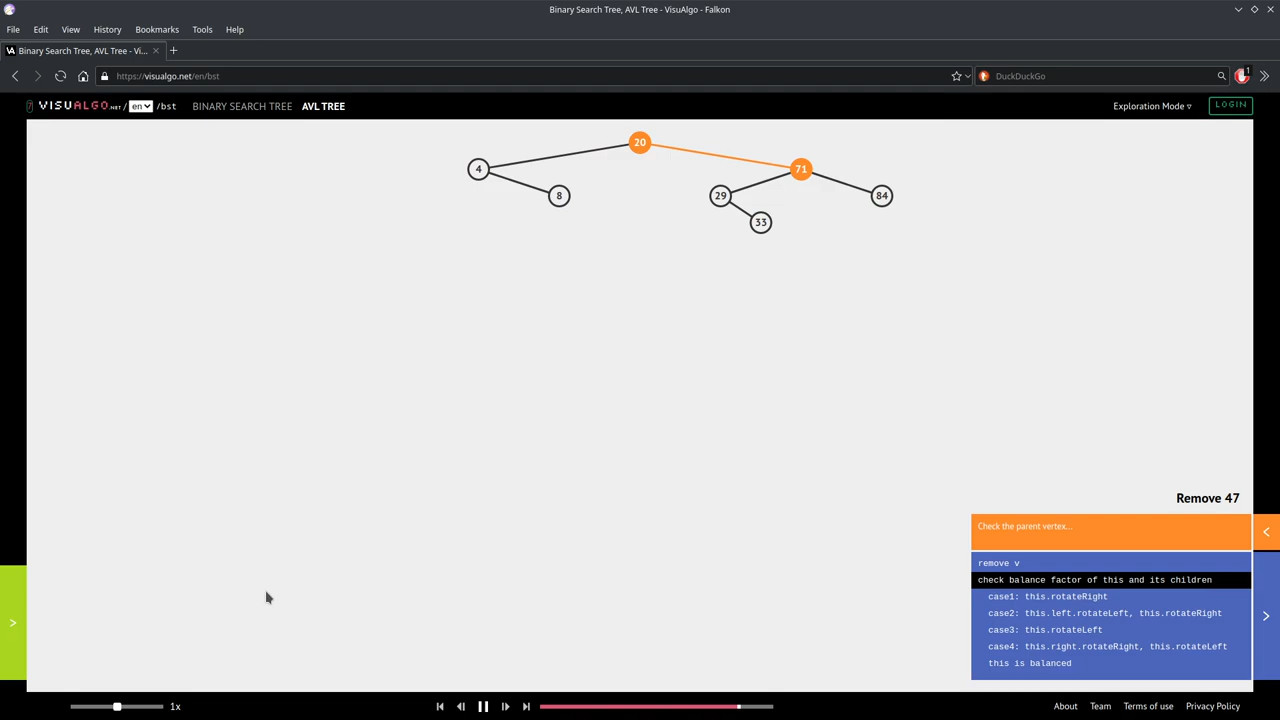 Binary Search Tree, AVL Tree - VisuAlgo - Falkon
File Edit View History Bookmarks Tools Help
Binary Search Tree, AVL Tree - Vi...
https://visualgo.net/en/bst
DuckDuckGo
1
VISUALGO.NET / en /bst BINARY SEARCH TREE AVL TREE Exploration Mode ▿ LOGIN
20
4 71
8 29 84
33
Remove 47
Check the parent vertex...
remove v
check balance factor of this and its children
case1: this.rotateRight
case2: this.left.rotateLeft, this.rotateRight
case3: this.rotateLeft
case4: this.right.rotateRight, this.rotateLeft
this is balanced
1x
About Team Terms of use Privacy Policy